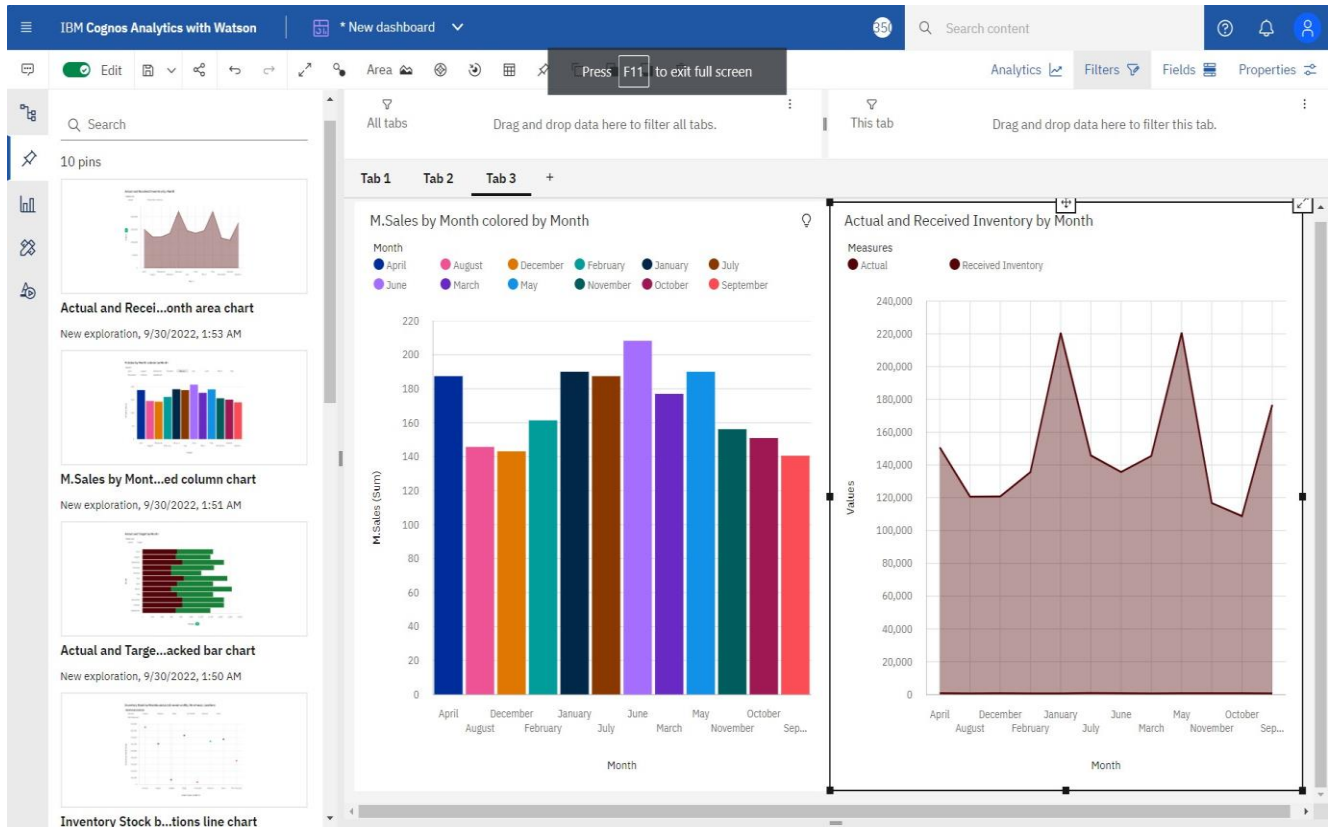 IBM Cognos Analytics with Watson
* New dashboard
Search content
Edit
Area
Press F11 to exit full screen
Analytics
Filters
Fields
Properties
Search
10 pins
Actual and Recei...onth area chart
New exploration, 9/30/2022, 1:53 AM
M.Sales by Mont...ed column chart
New exploration, 9/30/2022, 1:51 AM
Actual and Targe...acked bar chart
New exploration, 9/30/2022, 1:50 AM
Inventory Stock b...tions line chart
All tabs
Drag and drop data here to filter all tabs.
This tab
Drag and drop data here to filter this tab.
Tab 1 Tab 2 Tab 3 +
M.Sales by Month colored by Month
Month
April August December February January July
June March May November October September
220
200
180
160
140
120
100
80
60
40
20
0
M.Sales (Sum)
April December January June May October
August February July March November Sep...
Month
Actual and Received Inventory by Month
Measures
Actual Received Inventory
240,000
220,000
200,000
180,000
160,000
140,000
120,000
100,000
80,000
60,000
40,000
20,000
0
Values
April December January June May October
August February July March November Sep...
Month